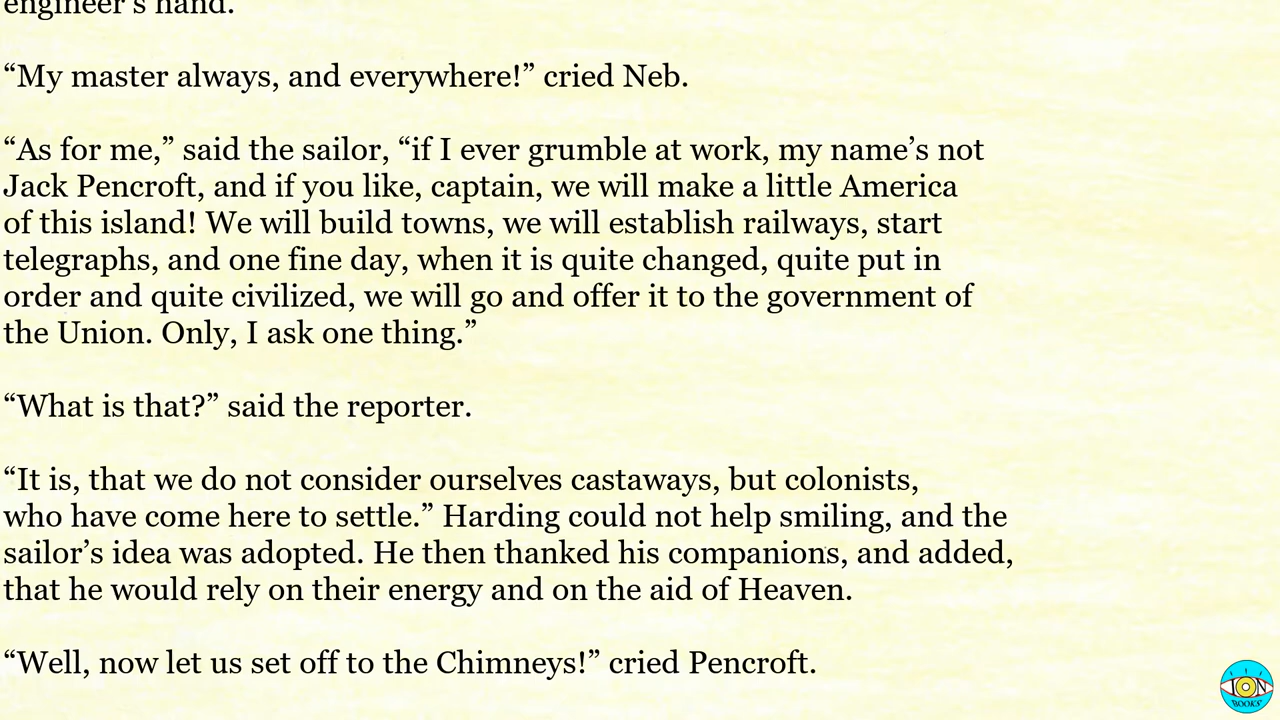 engineer’s hand.
“My master always, and everywhere!” cried Neb.
“As for me,” said the sailor, “if I ever grumble at work, my name’s not
Jack Pencroft, and if you like, captain, we will make a little America
of this island! We will build towns, we will establish railways, start
telegraphs, and one fine day, when it is quite changed, quite put in
order and quite civilized, we will go and offer it to the government of
the Union. Only, I ask one thing.”
“What is that?” said the reporter.
“It is, that we do not consider ourselves castaways, but colonists,
who have come here to settle.” Harding could not help smiling, and the
sailor’s idea was adopted. He then thanked his companions, and added,
that he would rely on their energy and on the aid of Heaven.
“Well, now let us set off to the Chimneys!” cried Pencroft.
ION
BOOKS